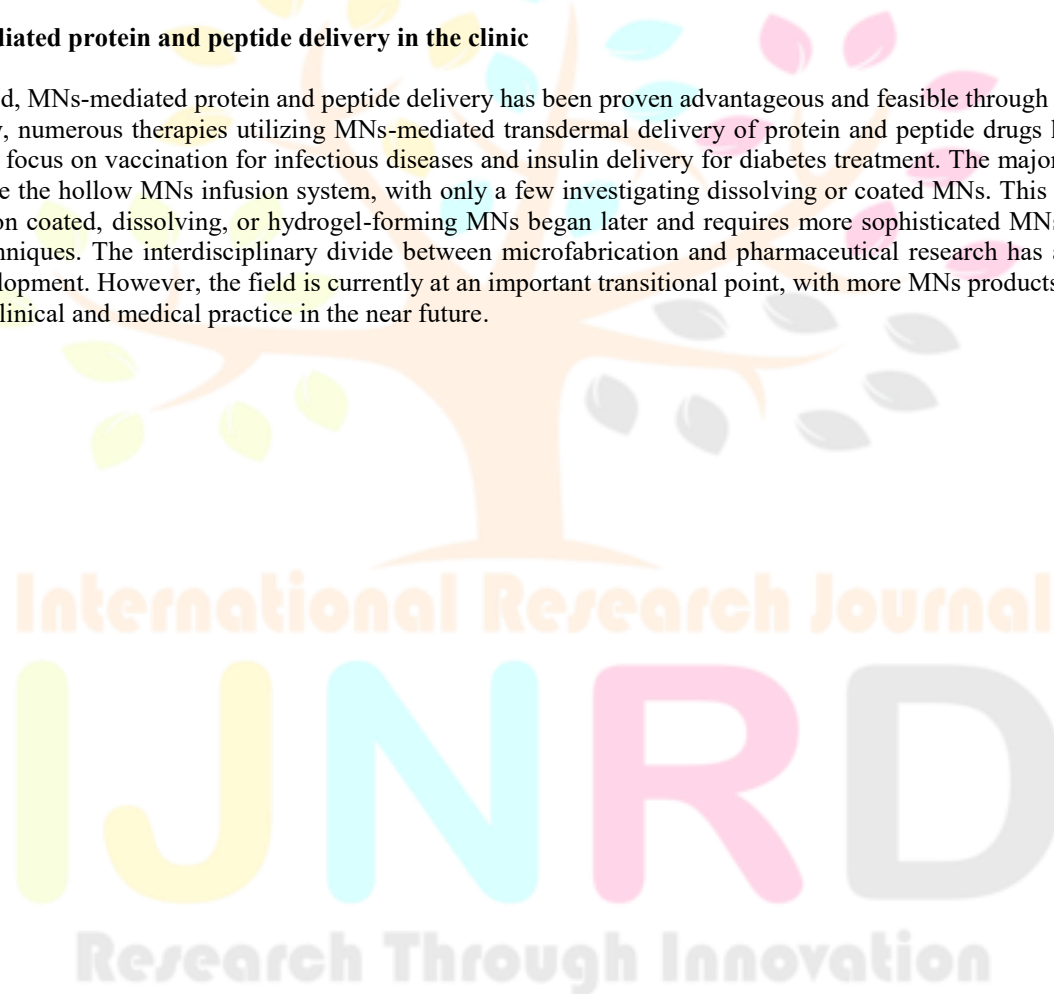 diated protein and peptide delivery in the clinic
d, MNs-mediated protein and peptide delivery has been proven advantageous and feasible through
, numerous therapies utilizing MNs-mediated transdermal delivery of protein and peptide drugs
focus on vaccination for infectious diseases and insulin delivery for diabetes treatment. The major
e the hollow MNs infusion system, with only a few investigating dissolving or coated MNs. This
on coated, dissolving, or hydrogel-forming MNs began later and requires more sophisticated MNs
niques. The interdisciplinary divide between microfabrication and pharmaceutical research has a
lopment. However, the field is currently at an important transitional point, with more MNs products
linical and medical practice in the near future.
International Research Journal
IJNRD
Research Through Innovation